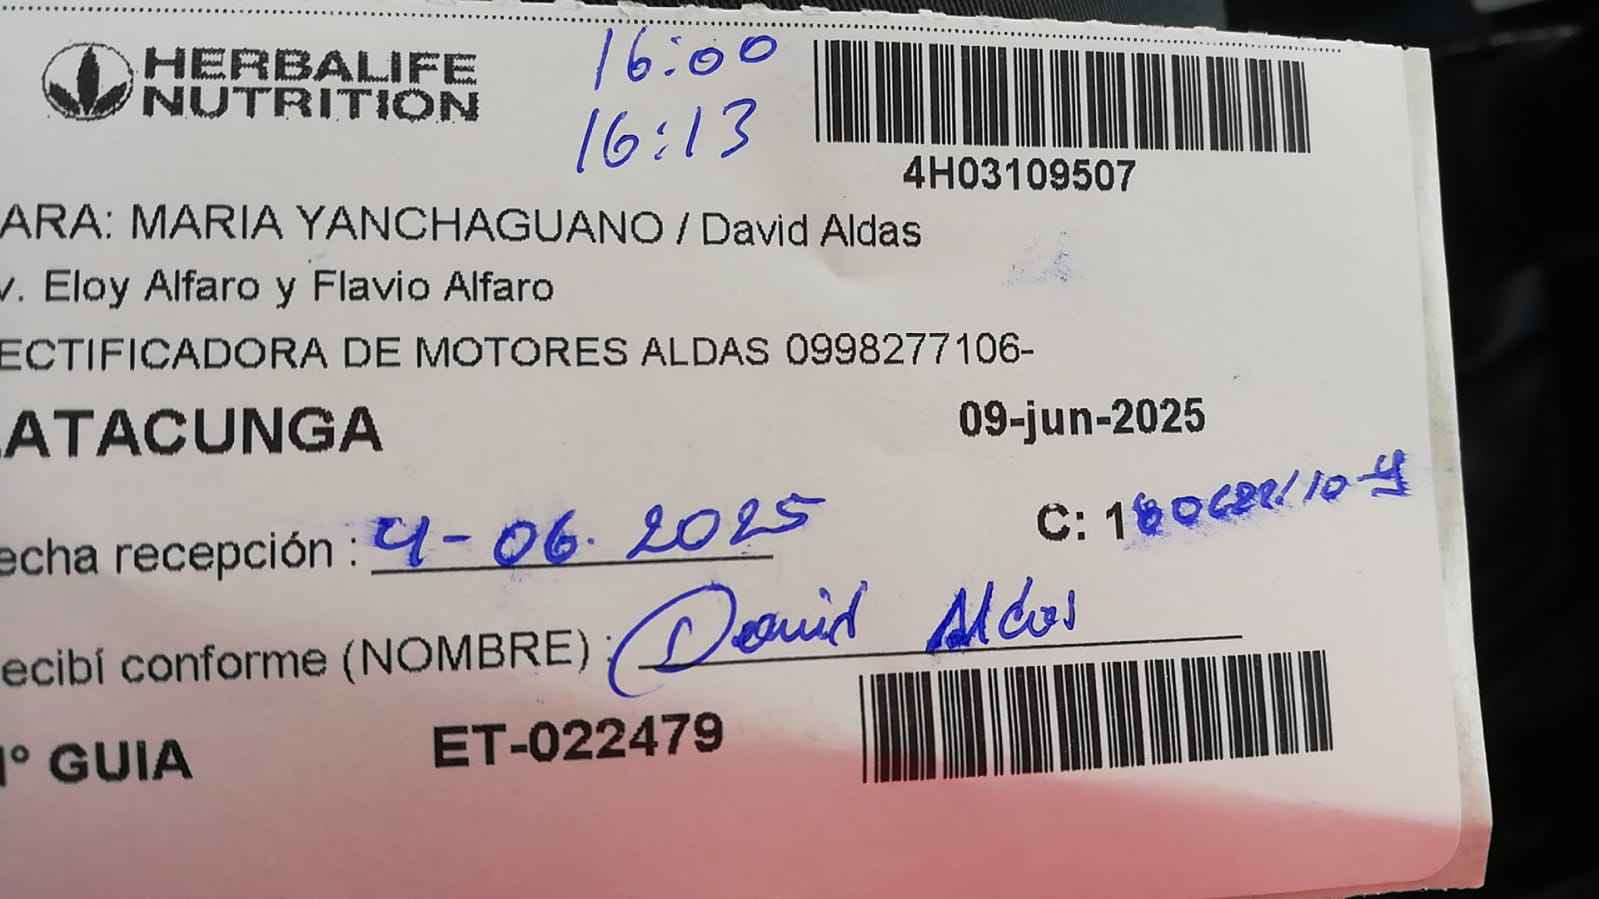 HERBALIFE
NUTRITION
16:00
16:13
4H03109507
ARA: MARIA YANCHAGUANO / David Aldas
v. Eloy Alfaro y Flavio Alfaro
ECTIFICADORA DE MOTORES ALDAS 0998277106-
ATACUNGA
09-jun-2025
C: 1
echa recepción : 9-06. 2025
ecibí conforme (NOMBRE) : David Aldas
° GUIA ET-022479